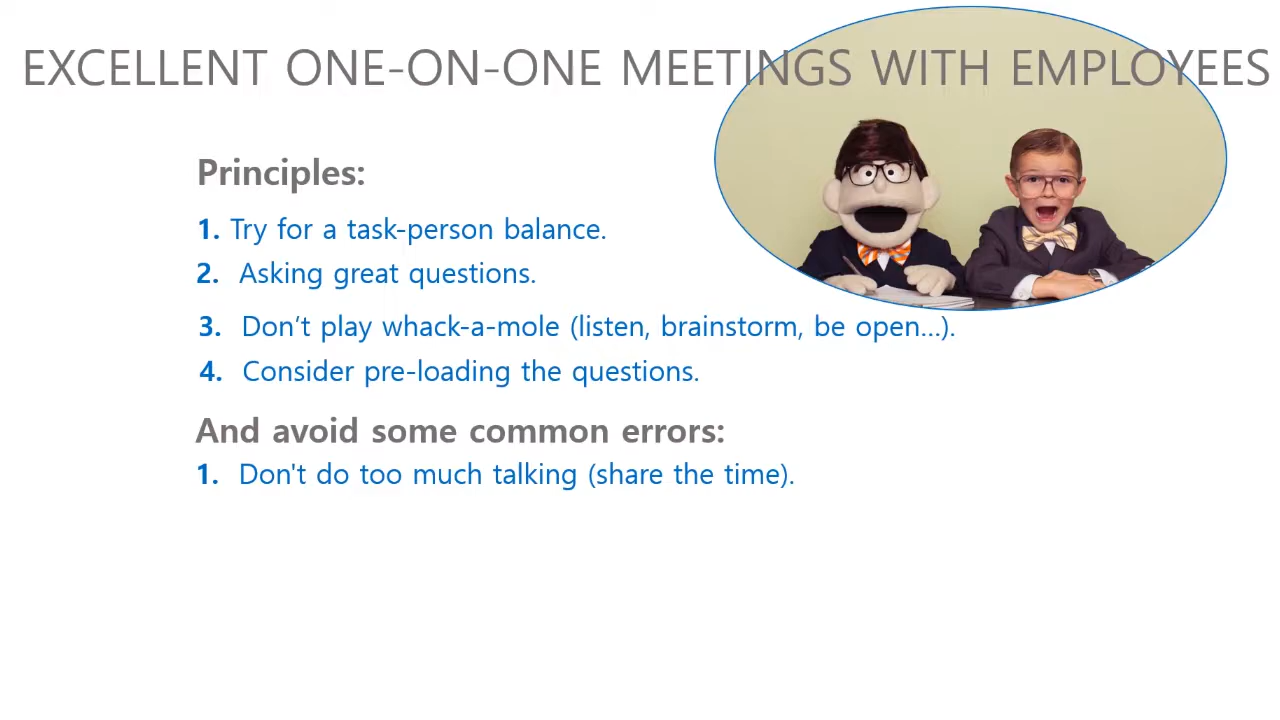 EXCELLENT ONE-ON-ONE MEETINGS WITH EMPLOYEES
Principles:
1. Try for a task-person balance.
2. Asking great questions.
3. Don’t play whack-a-mole (listen, brainstorm, be open...).
4. Consider pre-loading the questions.
And avoid some common errors:
1. Don't do too much talking (share the time).